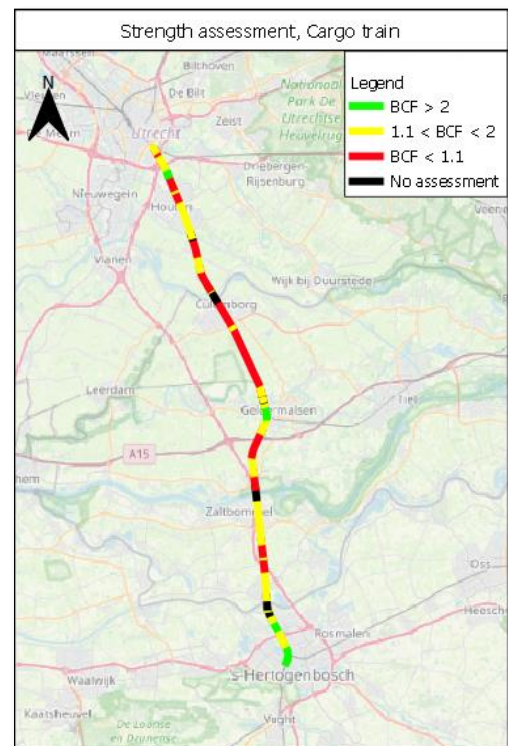 Strength assessment, Cargo train
Legend
BCF > 2
1.1 < BCF < 2
BCF < 1.1
No assessment
N
Maarssen
Bilthoven
De Bilt
Utrecht
Zeist
Nationaal
Park De
Utrechtse
Heuvelrug
Driebergen-
Rijsenburg
Nieuwegein
Houten
Vianen
Wijk bij Duurstede
Culemborg
Leerdam
Geldermalsen
Tiel
A15
Zaltbommel
Oss
Heesch
Rosmalen
's-Hertogenbosch
Waalwijk
Vught
Kaatsheuvel
De Loonse
en Drunense